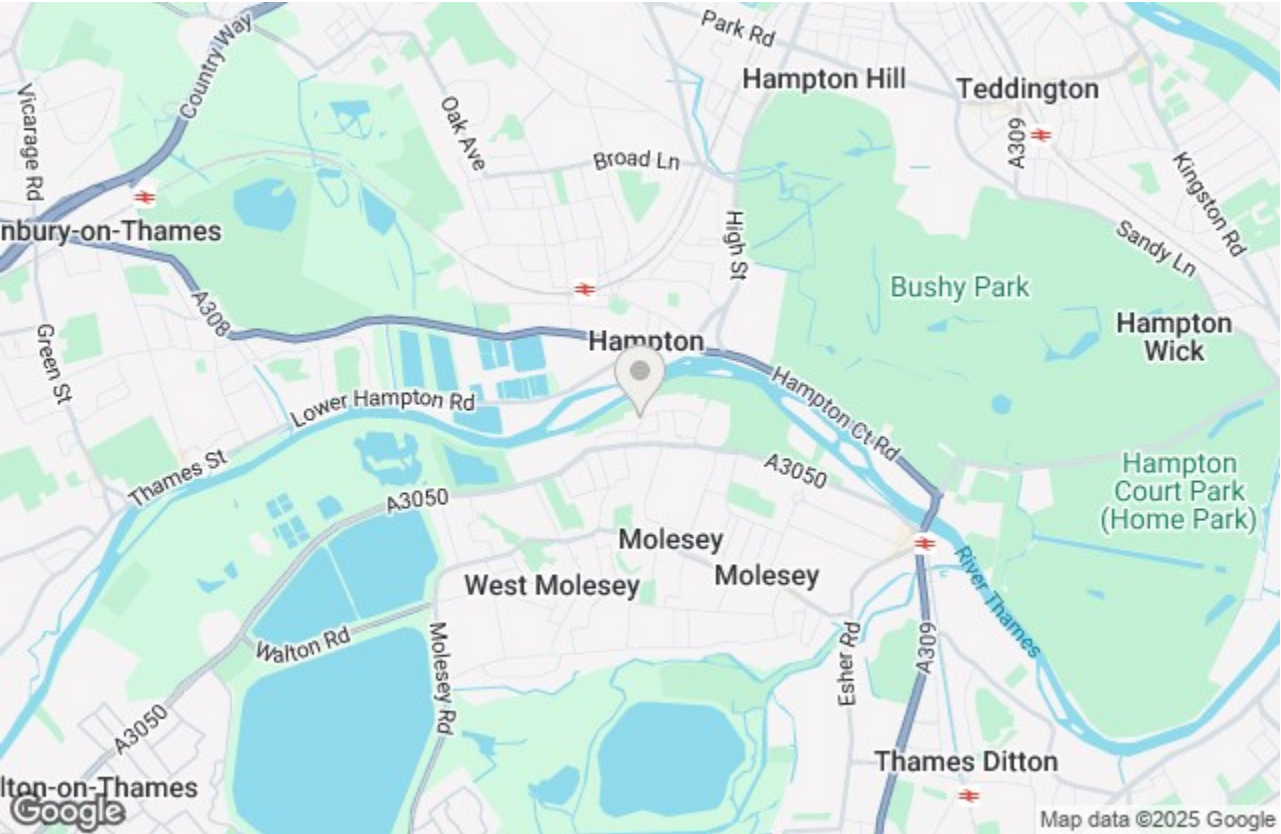 Park Rd
Country Way
Hampton Hill
Teddington
Vicarage Rd
Oak Ave
A309
Broad Ln
Kingston Rd
nbury-on-Thames
High St
Sandy Ln
Bushy Park
A308
Hampton
Wick
Hampton
Green St
Lower Hampton Rd
Hampton Ct Rd
Thames St
A3050
A3050
Hampton
Court Park
(Home Park)
Molesey
Molesey
West Molesey
River Thames
Walton Rd
Molesey Rd
Esher Rd
A309
A3050
Thames Ditton
lton-on-Thames
Google
Map data ©2025 Google